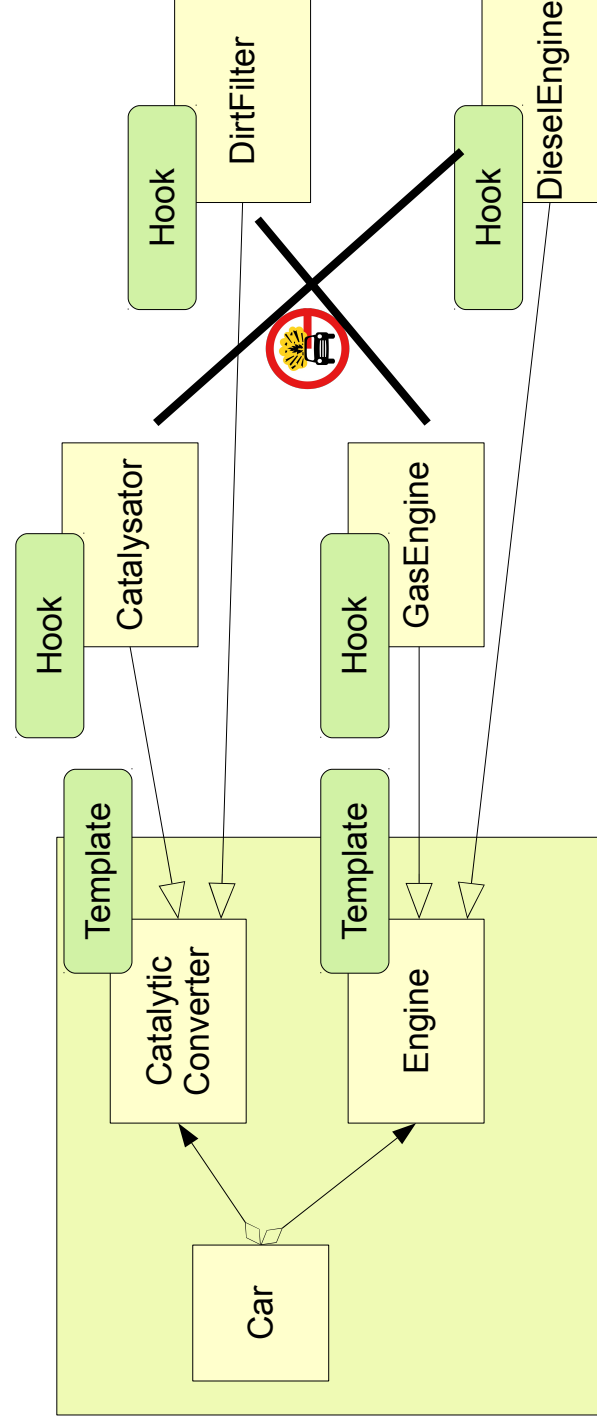 Car
Catalytic
Converter
Template
Engine
Template
Hook
Catalysator
Hook
GasEngine
Hook
DirtFilter
Hook
DieselEngine